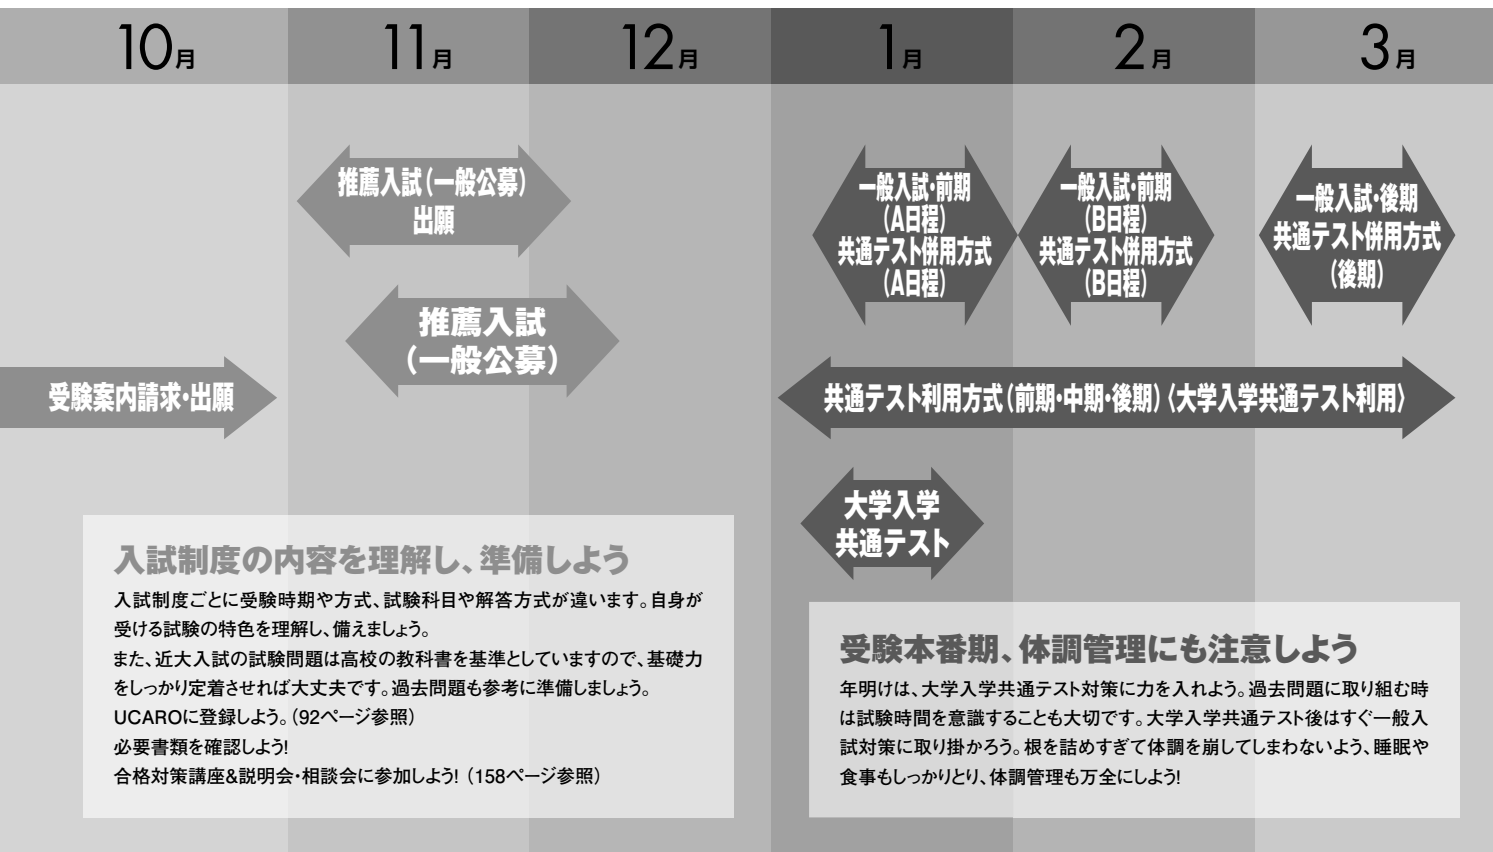 10月
11月
12月
1月
2月
3月
推薦入試(一般公募)
出願
推薦入試
(一般公募)
受験案内請求・出願
一般入試・前期
(A日程)
共通テスト併用方式
(A日程)
一般入試・前期
(B日程)
共通テスト併用方式
(B日程)
一般入試・後期
共通テスト併用方式
(後期)
共通テスト利用方式(前期・中期・後期)〈大学入学共通テスト利用〉
大学入学
共通テスト
入試制度の内容を理解し、準備しよう
入試制度ごとに受験時期や方式、試験科目や解答方式が違います。自身が
受ける試験の特色を理解し、備えましょう。
また、近大入試の試験問題は高校の教科書を基準としていますので、基礎力
をしっかり定着させれば大丈夫です。過去問題も参考に準備しましょう。
UCAROに登録しよう。(92ページ参照)
必要書類を確認しよう!
合格対策講座&説明会・相談会に参加しよう! (158ページ参照)
受験本番期、体調管理にも注意しよう
年明けは、大学入学共通テスト対策に力を入れよう。過去問題に取り組む時
は試験時間を意識することも大切です。大学入学共通テスト後はすぐ一般入
試対策に取り掛かろう。根を詰めすぎて体調を崩してしまわないよう、睡眠や
食事もしっかりとり、体調管理も万全にしよう!